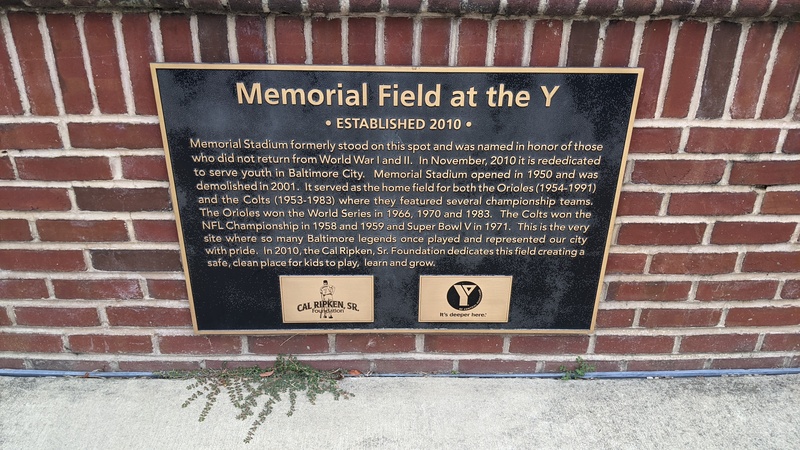 Memorial Field at the Y
• ESTABLISHED 2010 •
Memorial Stadium formerly stood on this spot and was named in honor of those
who did not return from World War I and II. In November, 2010 it is rededicated
to serve youth in Baltimore City. Memorial Stadium opened in 1950 and was
demolished in 2001. It served as the home field for both the Orioles (1954-1991)
and the Colts (1953-1983) where they featured several championship teams.
The Orioles won the World Series in 1966, 1970 and 1983. The Colts won the
NFL Championship in 1958 and 1959 and Super Bowl V in 1971. This is the very
site where so many Baltimore legends once played and represented our city
with pride. In 2010, the Cal Ripken, Sr. Foundation dedicates this field creating a
safe, clean place for kids to play, learn and grow.
CAL RIPKEN, SR.
Foundation
Y
It's deeper here.